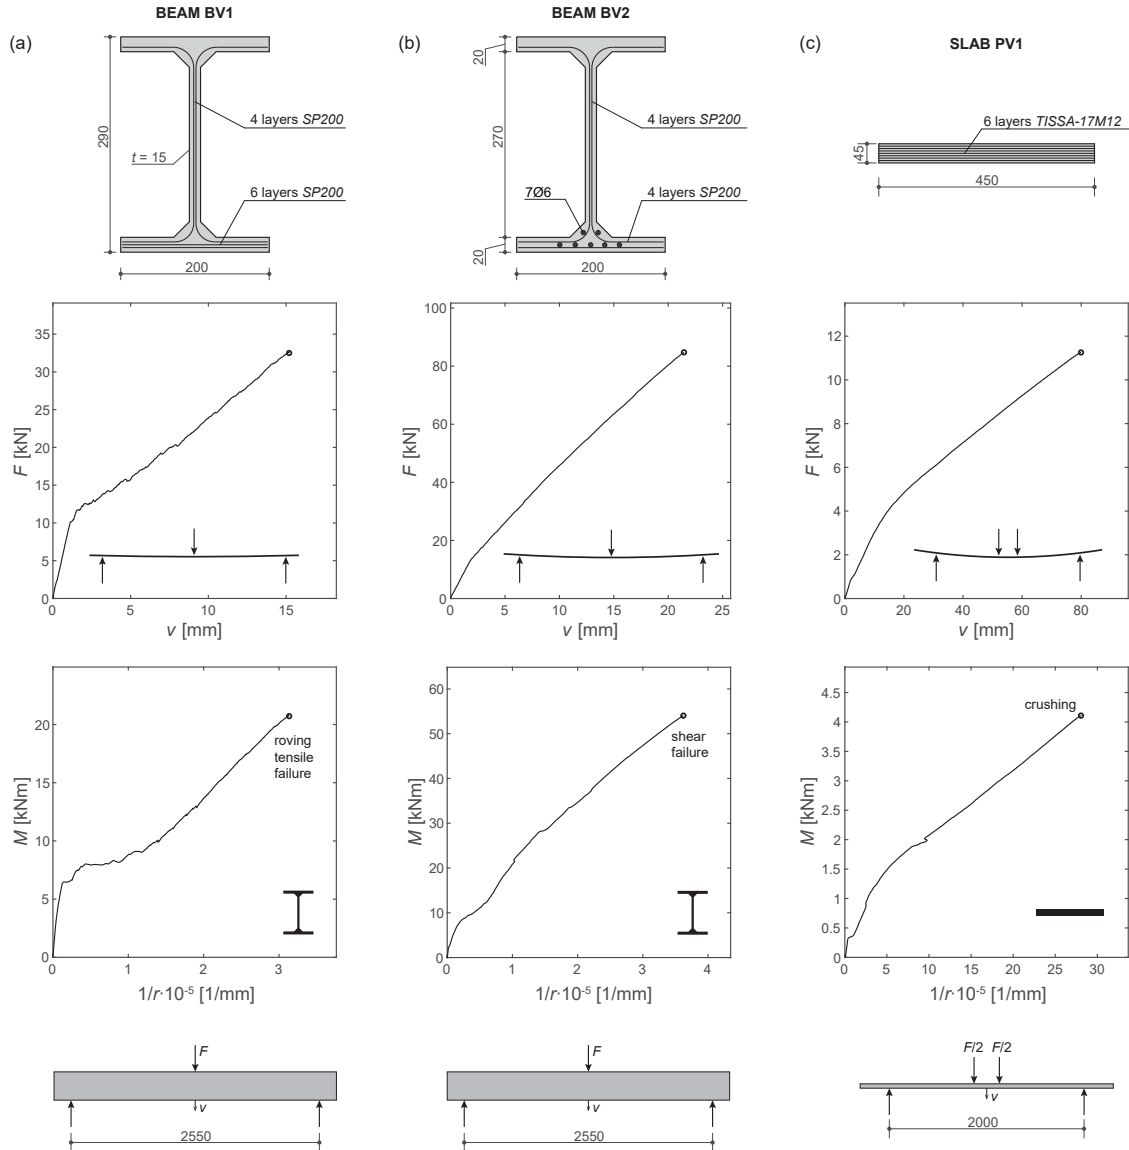 BEAM BV1
BEAM BV2
(a)
(b)
(c)
SLAB PV1
290
4 layers SP200
t = 15
6 layers SP200
200
20
270
20
4 layers SP200
7Ø6
4 layers SP200
200
6 layers TISSA-17M12
45
450
35
30
25
20
15
10
5
0
F [kN]
0
5
10
15
v [mm]
100
80
60
40
20
0
F [kN]
0
5
10
15
20
25
v [mm]
12
10
8
6
4
2
0
F [kN]
0
20
40
60
80
v [mm]
20
15
10
5
0
M [kNm]
roving
tensile
failure
0
1
2
3
1/r·10⁻⁵ [1/mm]
60
50
40
30
20
10
0
M [kNm]
shear
failure
0
1
2
3
4
1/r·10⁻⁵ [1/mm]
4.5
4
3.5
3
2.5
2
1.5
1
0.5
0
M [kNm]
crushing
0
5
10
15
20
25
30
1/r·10⁻⁵ [1/mm]
F
v
2550
F
v
2550
F/2 F/2
v
2000